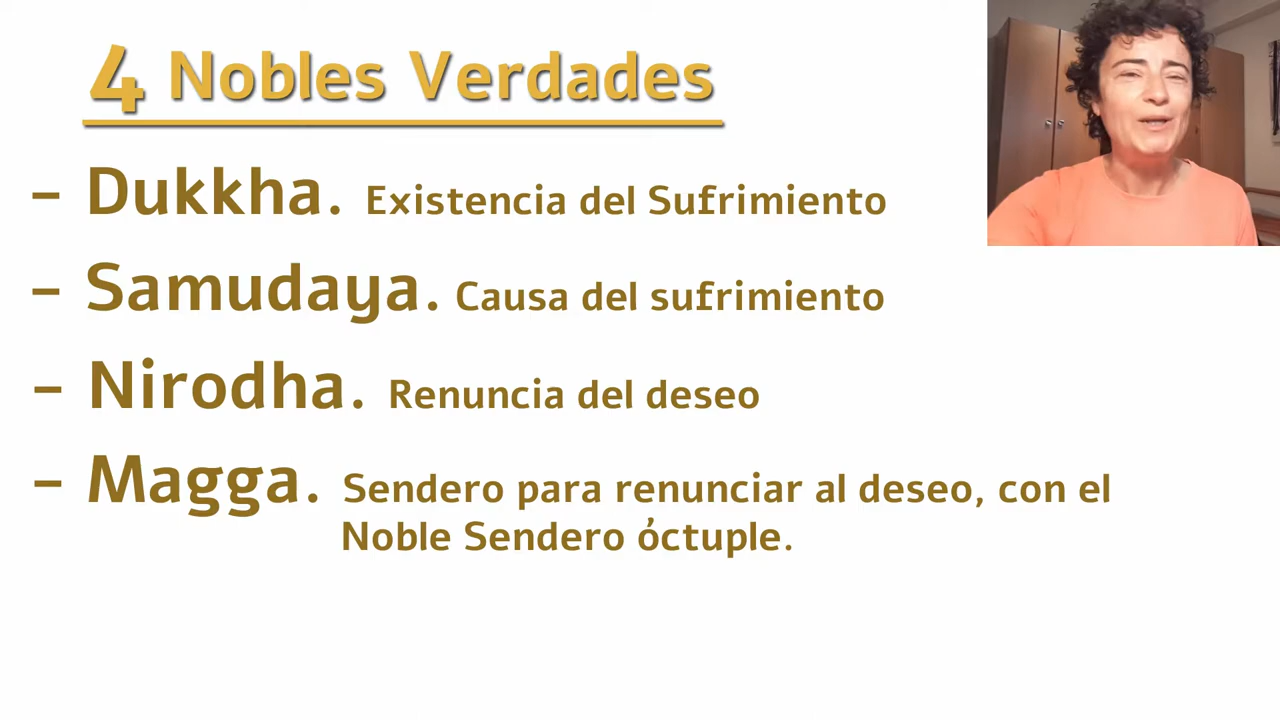 4 Nobles Verdades
- Dukkha. Existencia del Sufrimiento
- Samudaya. Causa del sufrimiento
- Nirodha. Renuncia del deseo
- Magga. Sendero para renunciar al deseo, con el
Noble Sendero óctuple.